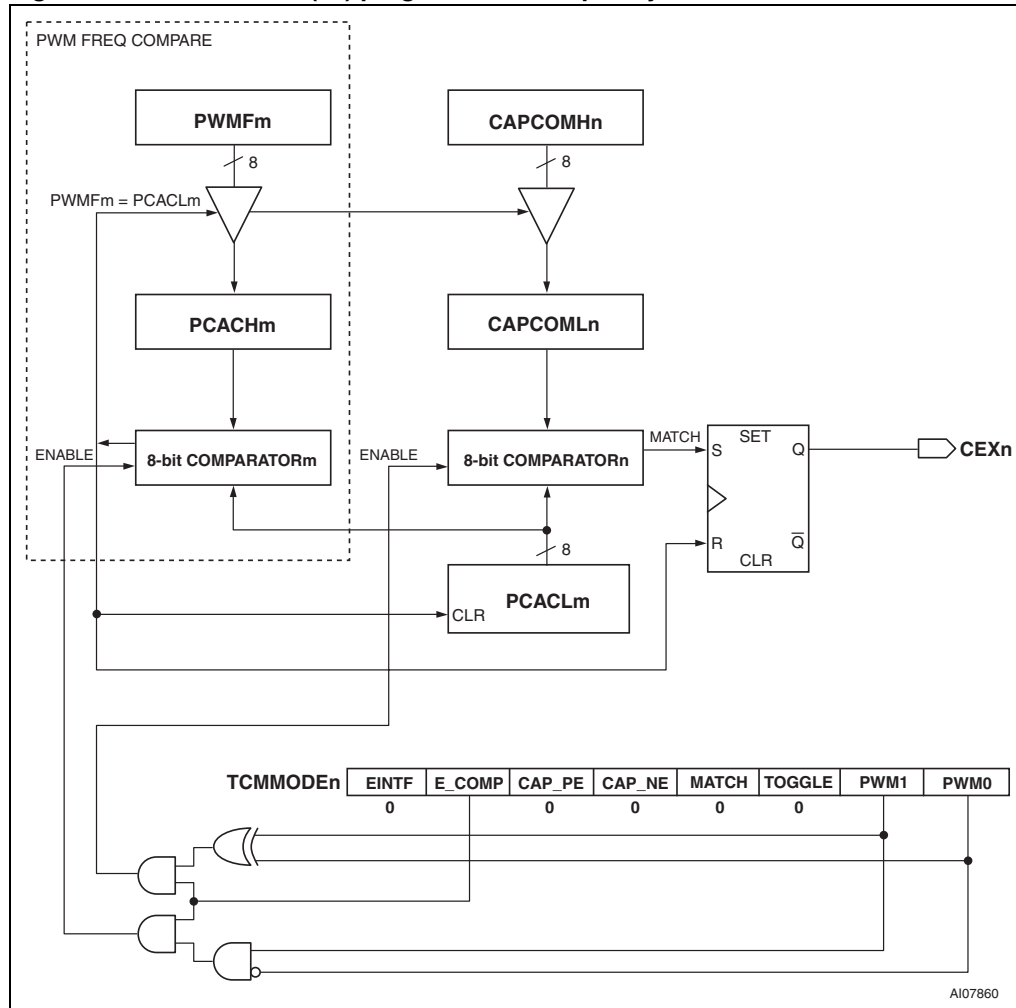 PWM FREQ COMPARE
PWMFm
CAPCOMHn
8
8
PWMFm = PCACLm
PCACHm
CAPCOMLn
ENABLE
8-bit COMPARATORm
ENABLE
8-bit COMPARATORn
MATCH
SET
S
Q
CEXn
R
Q
CLR
8
PCACLm
CLR
TCMMODEn
EINTF E_COMP CAP_PE CAP_NE MATCH TOGGLE PWM1 PWM0
0 0 0 0 0
AI07860